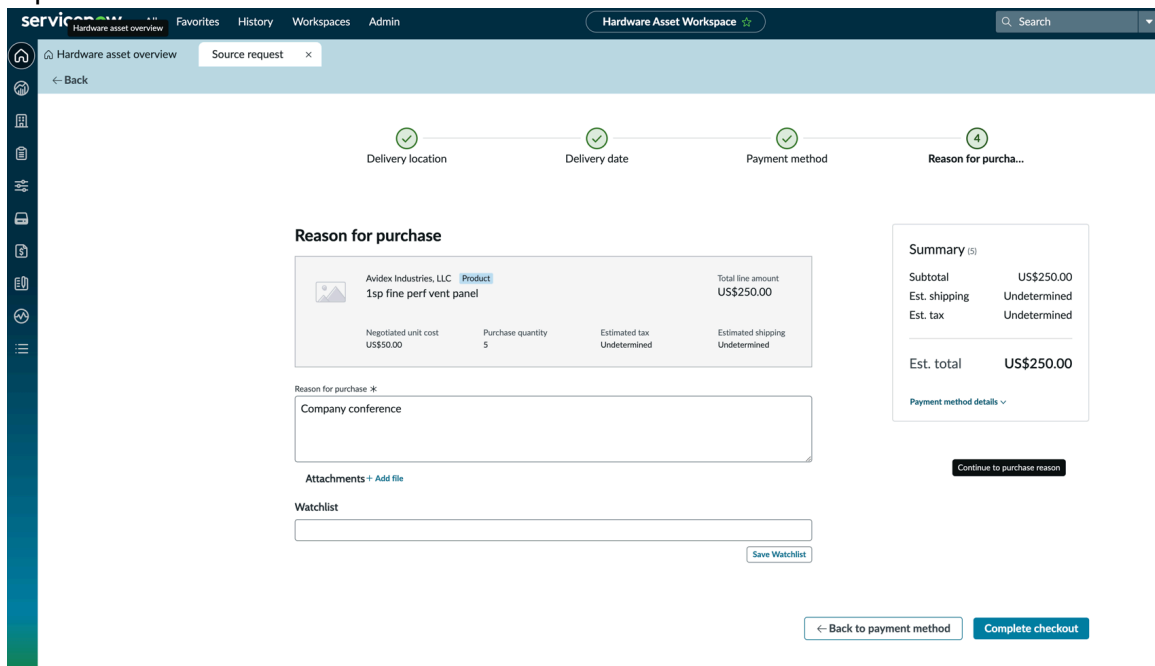 servicenow All Favorites History Workspaces Admin Hardware Asset Workspace ☆ Search
Hardware asset overview
Hardware asset overview Source request ×
← Back
Delivery location Delivery date Payment method 4 Reason for purcha...
Reason for purchase
Avidex Industries, LLC Product Total line amount
1sp fine perf vent panel US$250.00
Negotiated unit cost Purchase quantity Estimated tax Estimated shipping
US$50.00 5 Undetermined Undetermined
Summary (5)
Subtotal US$250.00
Est. shipping Undetermined
Est. tax Undetermined
Est. total US$250.00
Payment method details
Reason for purchase *
Company conference
Continue to purchase reason
Attachments + Add file
Watchlist
Save Watchlist
← Back to payment method Complete checkout